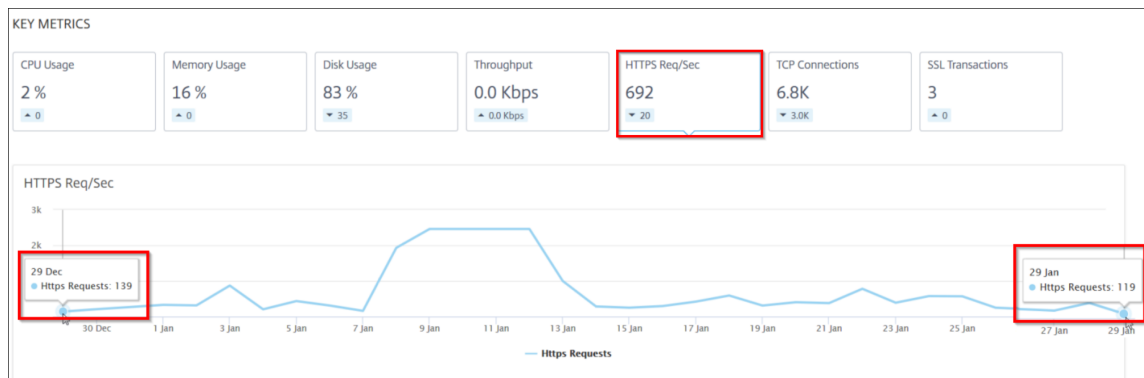 KEY METRICS
CPU Usage
2 %
▲ 0
Memory Usage
16 %
▲ 0
Disk Usage
83 %
▼ 35
Throughput
0.0 Kbps
▲ 0.0 Kbps
HTTPS Req/Sec
692
▼ 20
TCP Connections
6.8K
▼ 3.0K
SSL Transactions
3
▲ 0
HTTPS Req/Sec
3k
2k
29 Dec
Https Requests: 139
29 Jan
Https Requests: 119
30 Dec 1 Jan 3 Jan 5 Jan 7 Jan 9 Jan 11 Jan 13 Jan 15 Jan 17 Jan 19 Jan 21 Jan 23 Jan 25 Jan 27 Jan 29 Jan
Https Requests